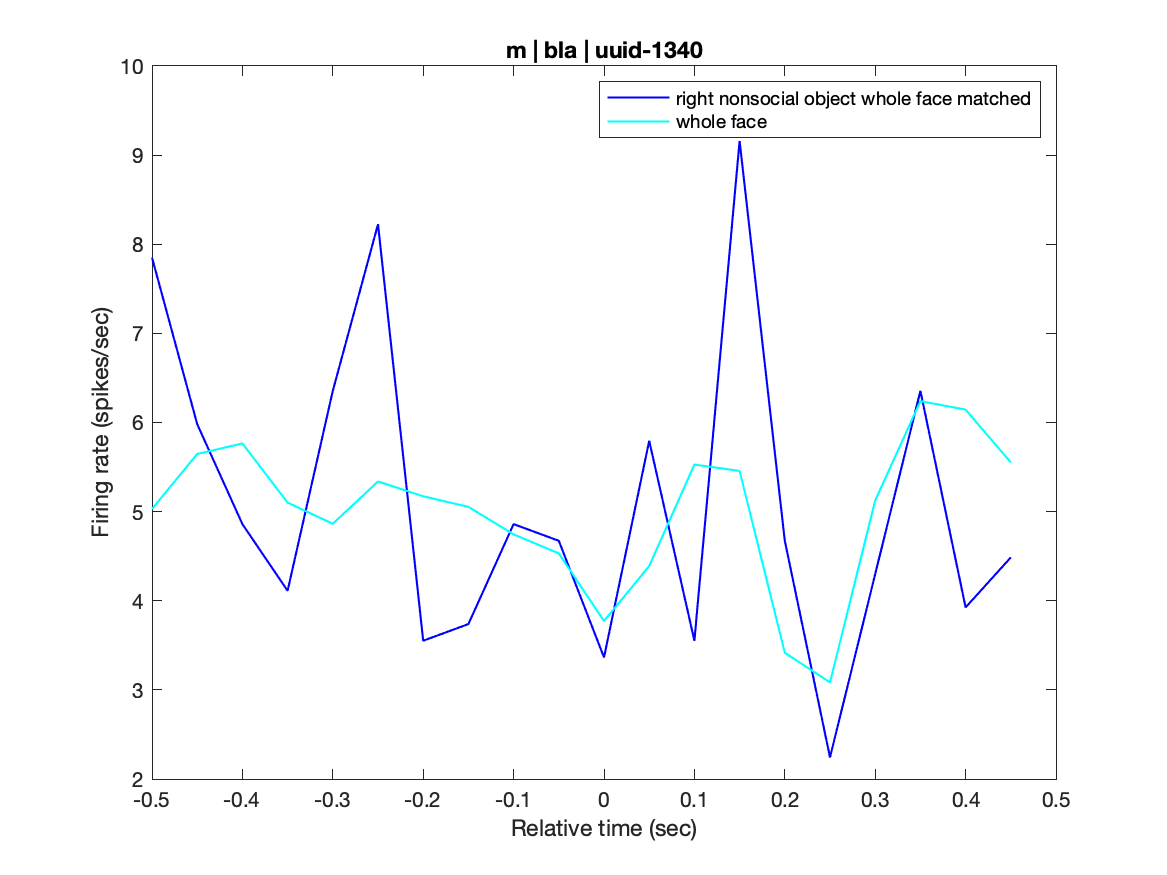 m | bla | uuid-1340
right nonsocial object whole face matched
whole face
Firing rate (spikes/sec)
10
9
8
7
6
5
4
3
2
-0.5 -0.4 -0.3 -0.2 -0.1 0 0.1 0.2 0.3 0.4 0.5
Relative time (sec)